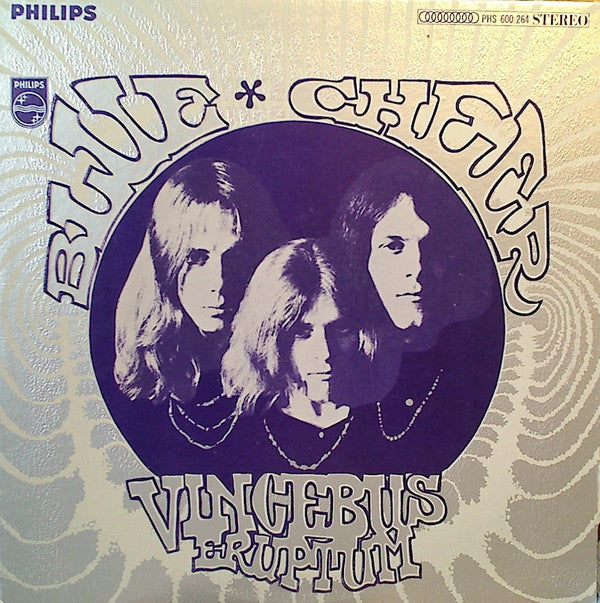 PHILIPS
PHS 600 264 STEREO
PHILIPS
BLUE * CHEER
VINCEBUS
ERUPTUM